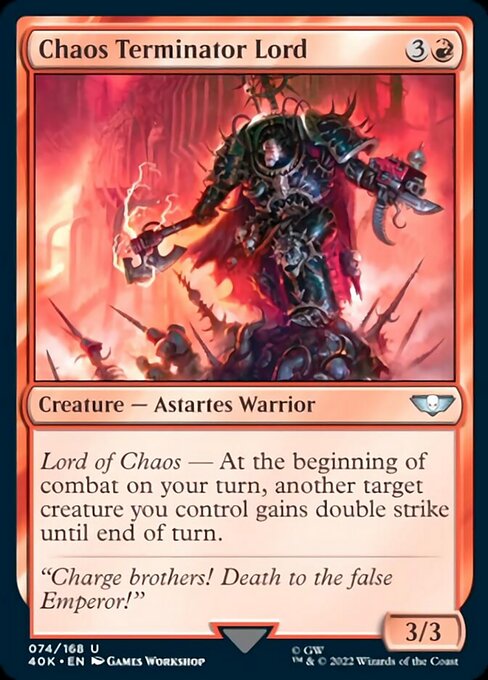 Chaos Terminator Lord 3
Creature — Astartes Warrior
Lord of Chaos — At the beginning of
combat on your turn, another target
creature you control gains double strike
until end of turn.
“Charge brothers! Death to the false
Emperor!”
3/3
074/168 U
40K • EN GAMES WORKSHOP
© GW
™ & © 2022 Wizards of the Coast